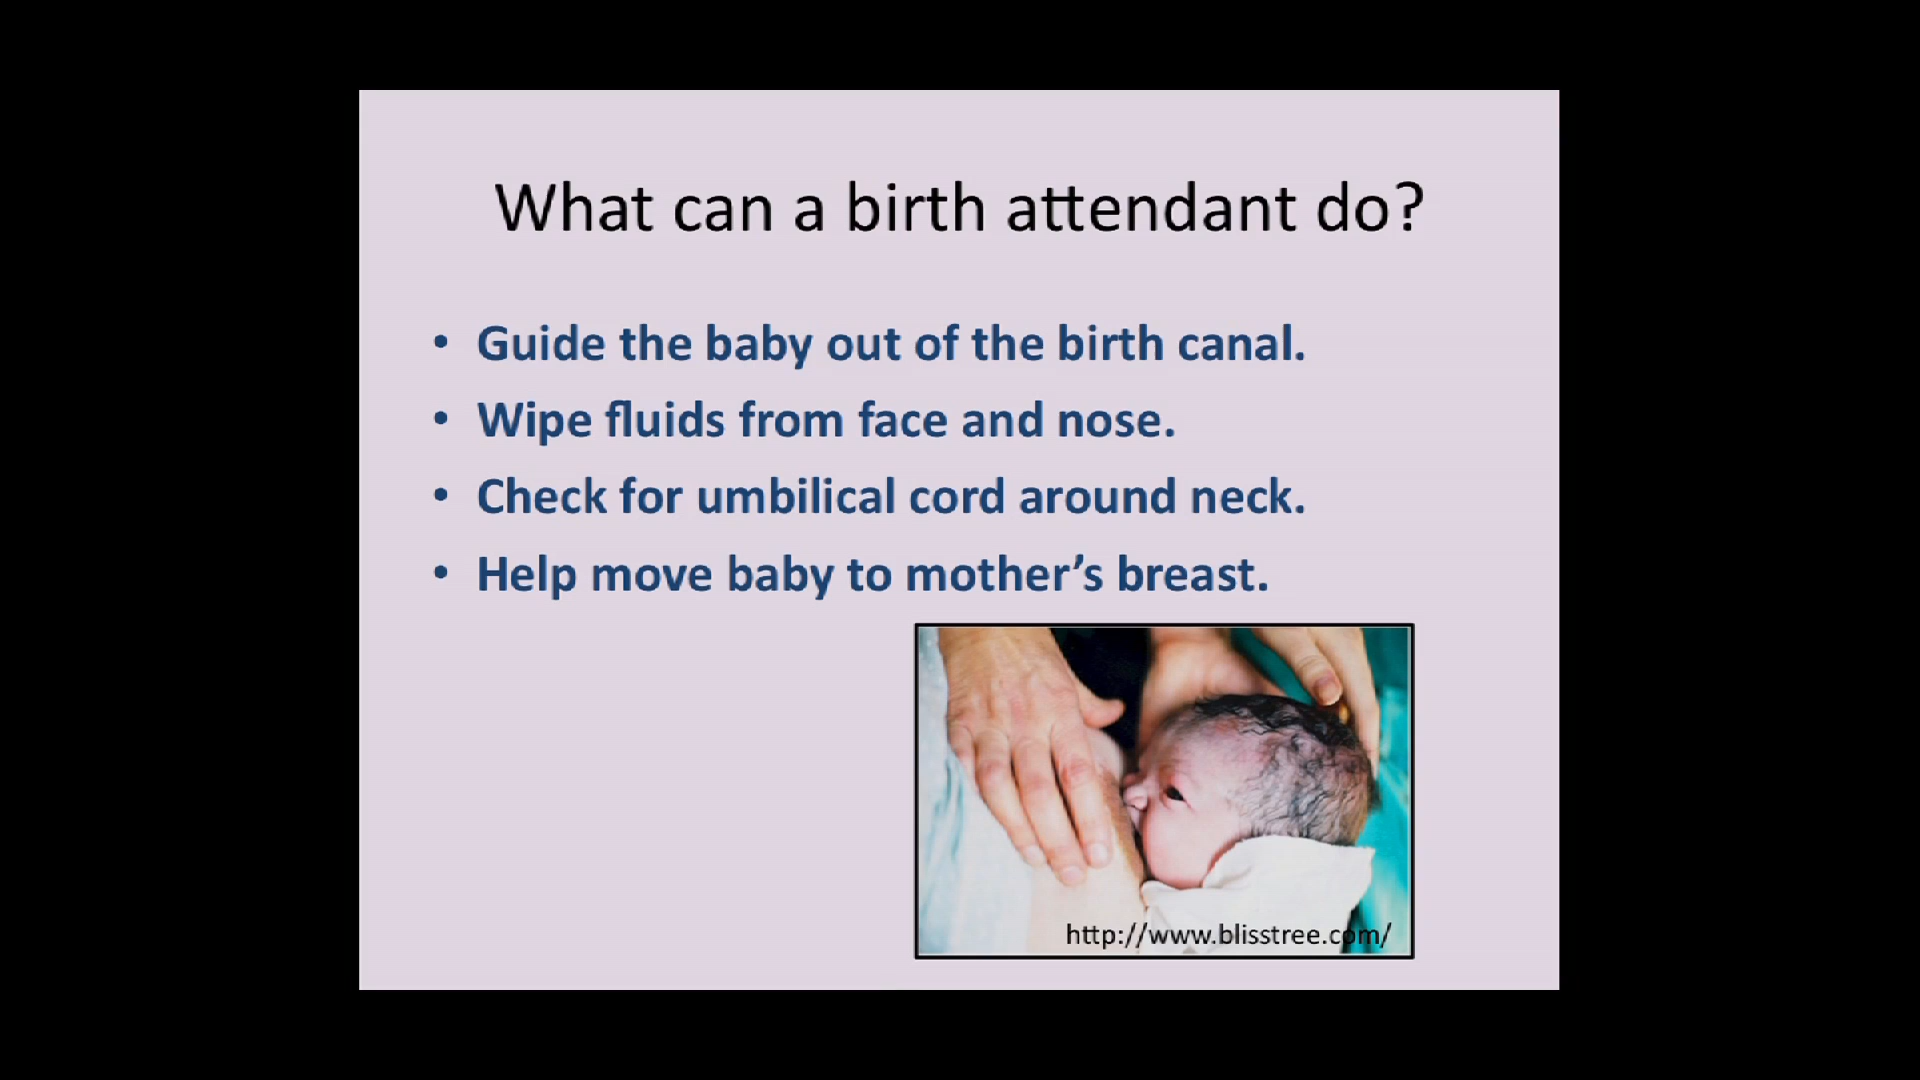 What can a birth attendant do?
• Guide the baby out of the birth canal.
• Wipe fluids from face and nose.
• Check for umbilical cord around neck.
• Help move baby to mother’s breast.
http://www.blisstree.com/